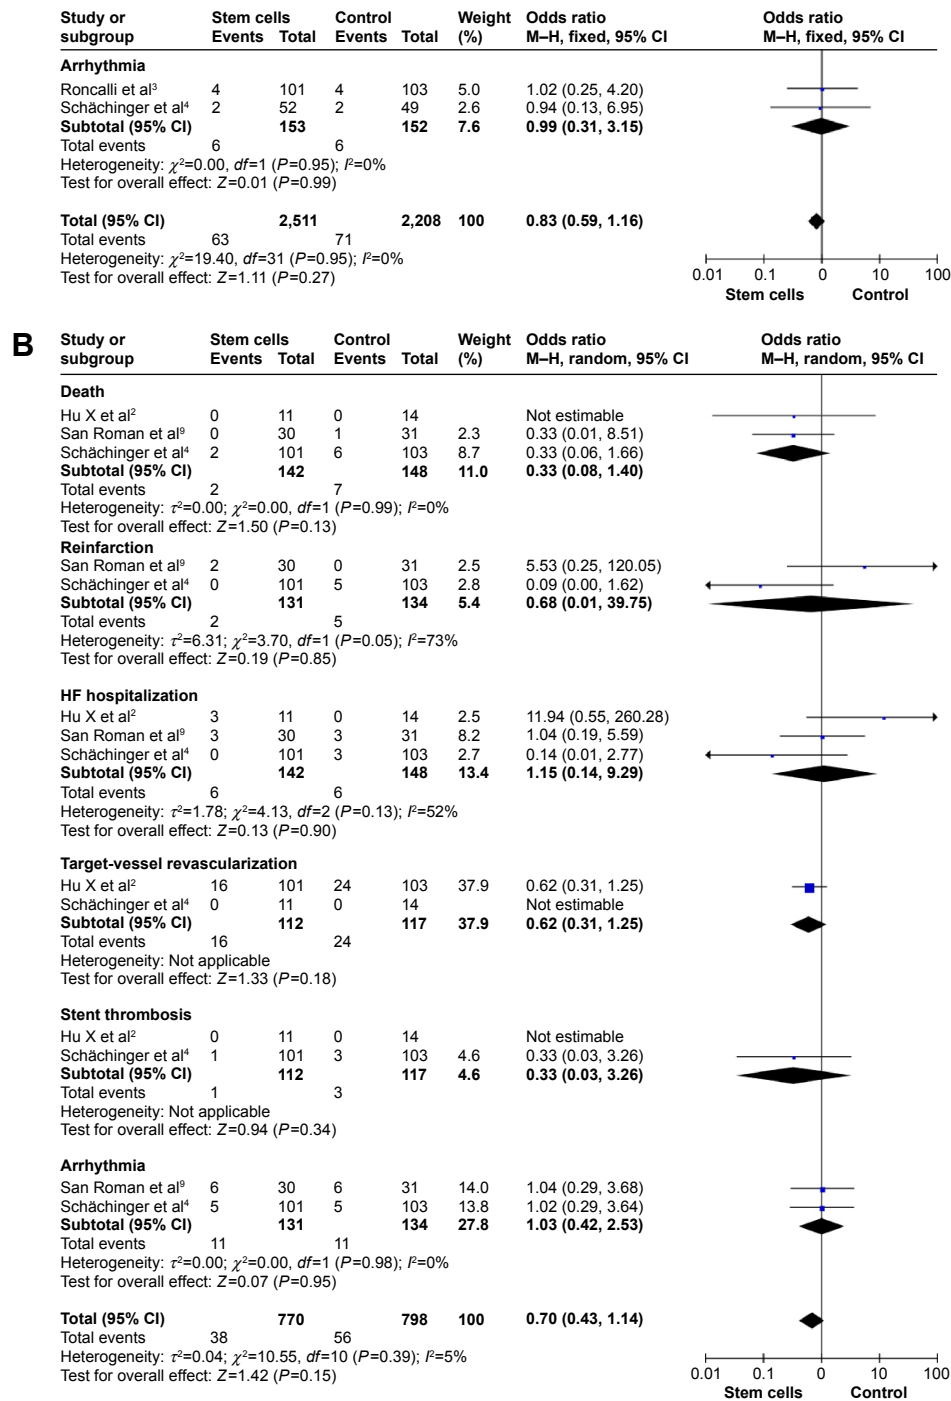 Study or Stem cells Control Weight Odds ratio Odds ratio
subgroup Events Total Events Total (%) M–H, fixed, 95% CI M–H, fixed, 95% CI
Arrhythmia
Roncalli et al³ 4 101 4 103 5.0 1.02 (0.25, 4.20)
Schächinger et al⁴ 2 52 2 49 2.6 0.94 (0.13, 6.95)
Subtotal (95% CI) 153 152 7.6 0.99 (0.31, 3.15)
Total events 6 6
Heterogeneity: χ²=0.00, df=1 (P=0.95); I²=0%
Test for overall effect: Z=0.01 (P=0.99)
Total (95% CI) 2,511 2,208 100 0.83 (0.59, 1.16)
Total events 63 71
Heterogeneity: χ²=19.40, df=31 (P=0.95); I²=0%
Test for overall effect: Z=1.11 (P=0.27)
0.01 0.1 0 10 100
Stem cells Control
B
Study or Stem cells Control Weight Odds ratio Odds ratio
subgroup Events Total Events Total (%) M–H, random, 95% CI M–H, random, 95% CI
Death
Hu X et al² 0 11 0 14 Not estimable
San Roman et al⁹ 0 30 1 31 2.3 0.33 (0.01, 8.51)
Schächinger et al⁴ 2 101 6 103 8.7 0.33 (0.06, 1.66)
Subtotal (95% CI) 142 148 11.0 0.33 (0.08, 1.40)
Total events 2 7
Heterogeneity: τ²=0.00; χ²=0.00, df=1 (P=0.99); I²=0%
Test for overall effect: Z=1.50 (P=0.13)
Reinfarction
San Roman et al⁹ 2 30 0 31 2.5 5.53 (0.25, 120.05)
Schächinger et al⁴ 0 101 5 103 2.8 0.09 (0.00, 1.62)
Subtotal (95% CI) 131 134 5.4 0.68 (0.01, 39.75)
Total events 2 5
Heterogeneity: τ²=6.31; χ²=3.70, df=1 (P=0.05); I²=73%
Test for overall effect: Z=0.19 (P=0.85)
HF hospitalization
Hu X et al² 3 11 0 14 2.5 11.94 (0.55, 260.28)
San Roman et al⁹ 3 30 3 31 8.2 1.04 (0.19, 5.59)
Schächinger et al⁴ 0 101 3 103 2.7 0.14 (0.01, 2.77)
Subtotal (95% CI) 142 148 13.4 1.15 (0.14, 9.29)
Total events 6 6
Heterogeneity: τ²=1.78; χ²=4.13, df=2 (P=0.13); I²=52%
Test for overall effect: Z=0.13 (P=0.90)
Target-vessel revascularization
Hu X et al² 16 101 24 103 37.9 0.62 (0.31, 1.25)
Schächinger et al⁴ 0 11 0 14 Not estimable
Subtotal (95% CI) 112 117 37.9 0.62 (0.31, 1.25)
Total events 16 24
Heterogeneity: Not applicable
Test for overall effect: Z=1.33 (P=0.18)
Stent thrombosis
Hu X et al² 0 11 0 14 Not estimable
Schächinger et al⁴ 1 101 3 103 4.6 0.33 (0.03, 3.26)
Subtotal (95% CI) 112 117 4.6 0.33 (0.03, 3.26)
Total events 1 3
Heterogeneity: Not applicable
Test for overall effect: Z=0.94 (P=0.34)
Arrhythmia
San Roman et al⁹ 6 30 6 31 14.0 1.04 (0.29, 3.68)
Schächinger et al⁴ 5 101 5 103 13.8 1.02 (0.29, 3.64)
Subtotal (95% CI) 131 134 27.8 1.03 (0.42, 2.53)
Total events 11 11
Heterogeneity: τ²=0.00; χ²=0.00, df=1 (P=0.98); I²=0%
Test for overall effect: Z=0.07 (P=0.95)
Total (95% CI) 770 798 100 0.70 (0.43, 1.14)
Total events 38 56
Heterogeneity: τ²=0.04; χ²=10.55, df=10 (P=0.39); I²=5%
Test for overall effect: Z=1.42 (P=0.15)
0.01 0.1 0 10 100
Stem cells Control